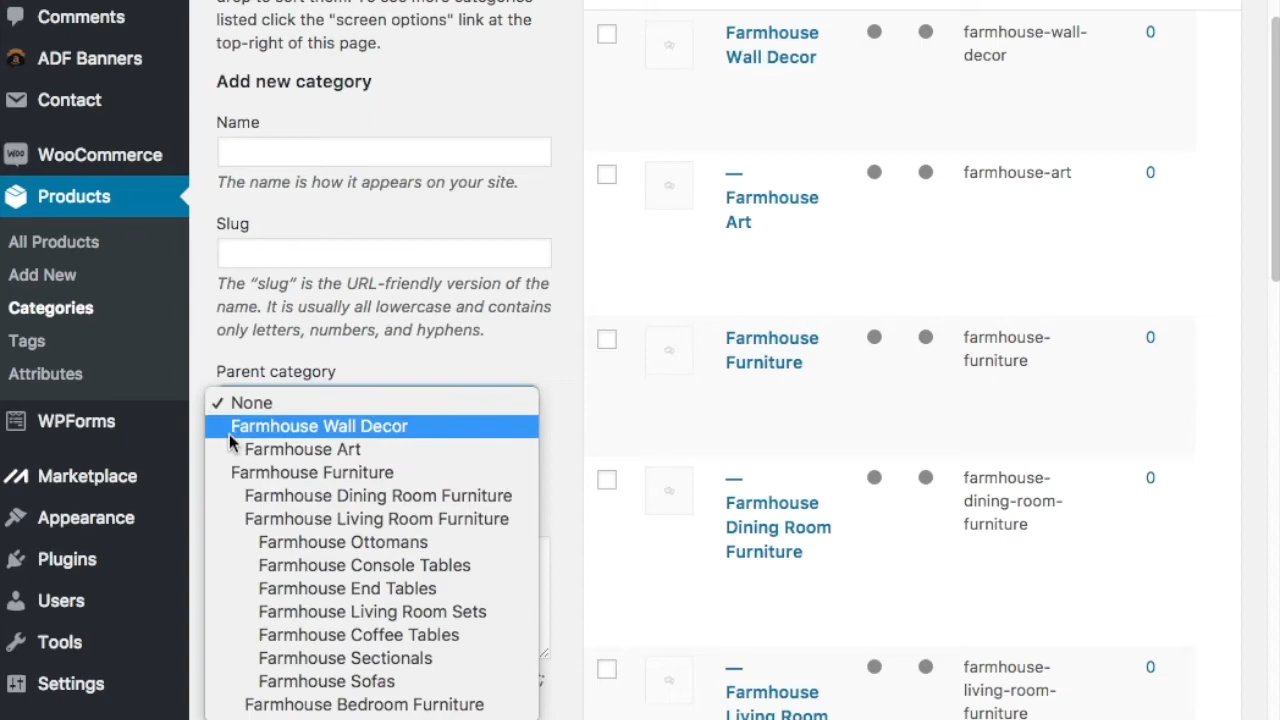 Comments
ADF Banners
Contact
WOO
WooCommerce
Products
All Products
Add New
Categories
Tags
Attributes
WPForms
Marketplace
Appearance
Plugins
Users
Tools
Settings
drop to sort them. To see more categories
listed click the "screen options" link at the
top-right of this page.
Add new category
Name
The name is how it appears on your site.
Slug
The “slug” is the URL-friendly version of the
name. It is usually all lowercase and contains
only letters, numbers, and hyphens.
Parent category
✓ None
Farmhouse Wall Decor
Farmhouse Art
Farmhouse Furniture
Farmhouse Dining Room Furniture
Farmhouse Living Room Furniture
Farmhouse Ottomans
Farmhouse Console Tables
Farmhouse End Tables
Farmhouse Living Room Sets
Farmhouse Coffee Tables
Farmhouse Sectionals
Farmhouse Sofas
Farmhouse Bedroom Furniture
Farmhouse
Wall Decor
farmhouse-wall-
decor
0
—
Farmhouse
Art
farmhouse-art
0
Farmhouse
Furniture
farmhouse-
furniture
0
—
Farmhouse
Dining Room
Furniture
farmhouse-
dining-room-
furniture
0
—
Farmhouse
Living Room
farmhouse-
living-room-
furniture
0